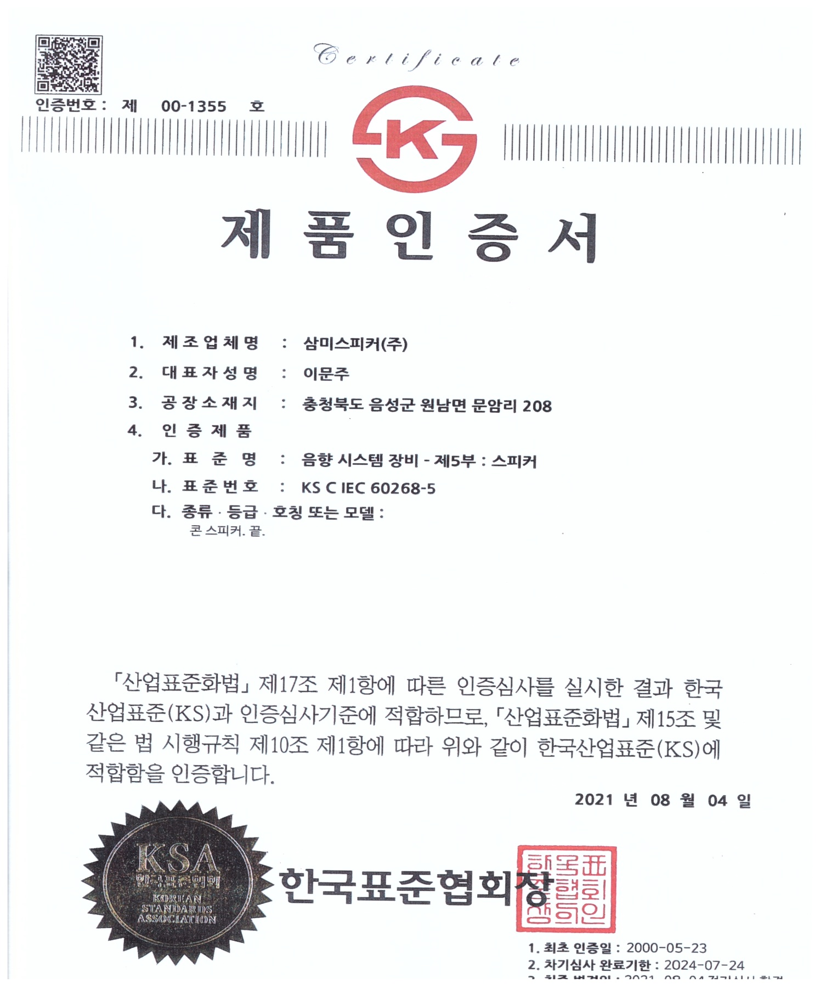 Certificate
인증번호 : 제 00-1355 호
K
제품인증서
1. 제조업체명 : 삼미스피커(주)
2. 대표자성명 : 이문주
3. 공장소재지 : 충청북도 음성군 원남면 문암리 208
4. 인증제품
가. 표준명 : 음향 시스템 장비 - 제5부 : 스피커
나. 표준번호 : KS C IEC 60268-5
다. 종류 · 등급 · 호칭 또는 모델 :
콘 스피커. 끝.
「산업표준화법」 제17조 제1항에 따른 인증심사를 실시한 결과 한국
산업표준(KS)과 인증심사기준에 적합하므로, 「산업표준화법」 제15조 및
같은 법 시행규칙 제10조 제1항에 따라 위와 같이 한국산업표준(KS)에
적합함을 인증합니다.
2021 년 08 월 04 일
KSA
한국표준협회
KOREAN
STANDARDS
ASSOCIATION
한국표준협회장
1. 최초 인증일 : 2000-05-23
2. 차기심사 완료기한 : 2024-07-24